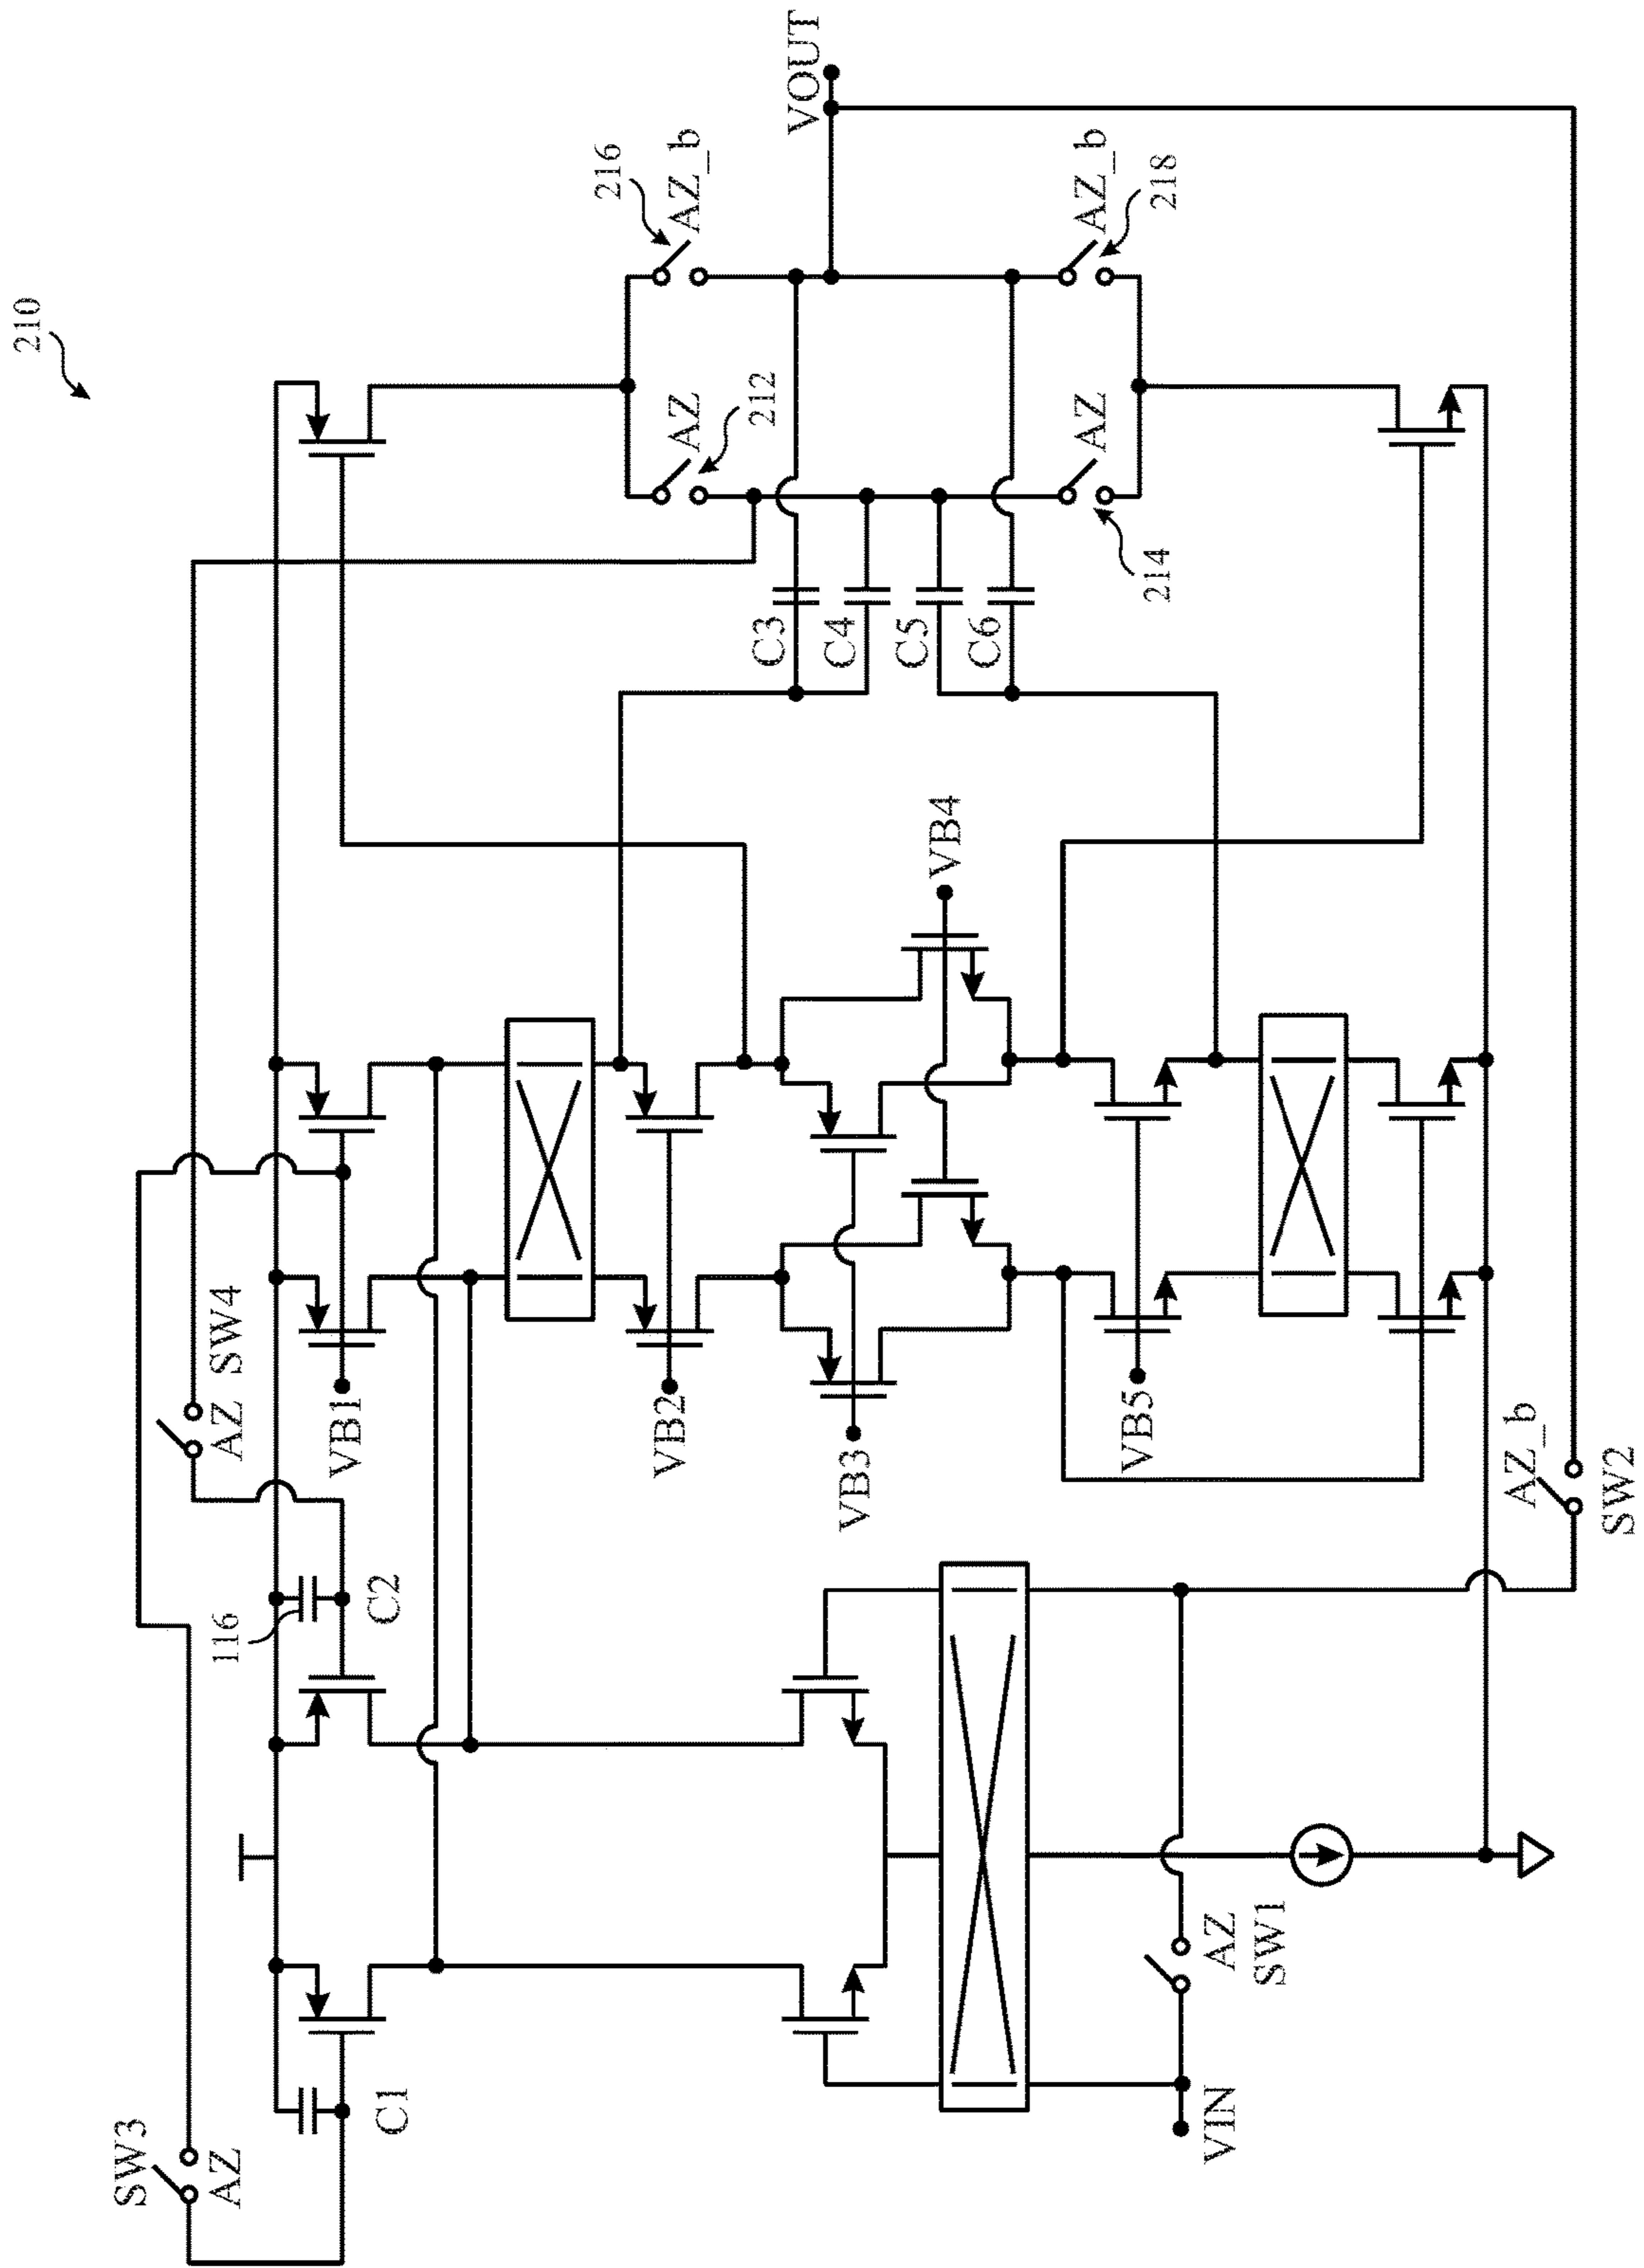 210
SW3
AZ
C1
116
C2
AZ
SW4
VB1
VB2
VB3
VB4
VB5
C3
C4
C5
C6
AZ
212
AZ_b
216
AZ
214
AZ_b
218
VOUT
VIN
AZ
SW1
AZ_b
SW2